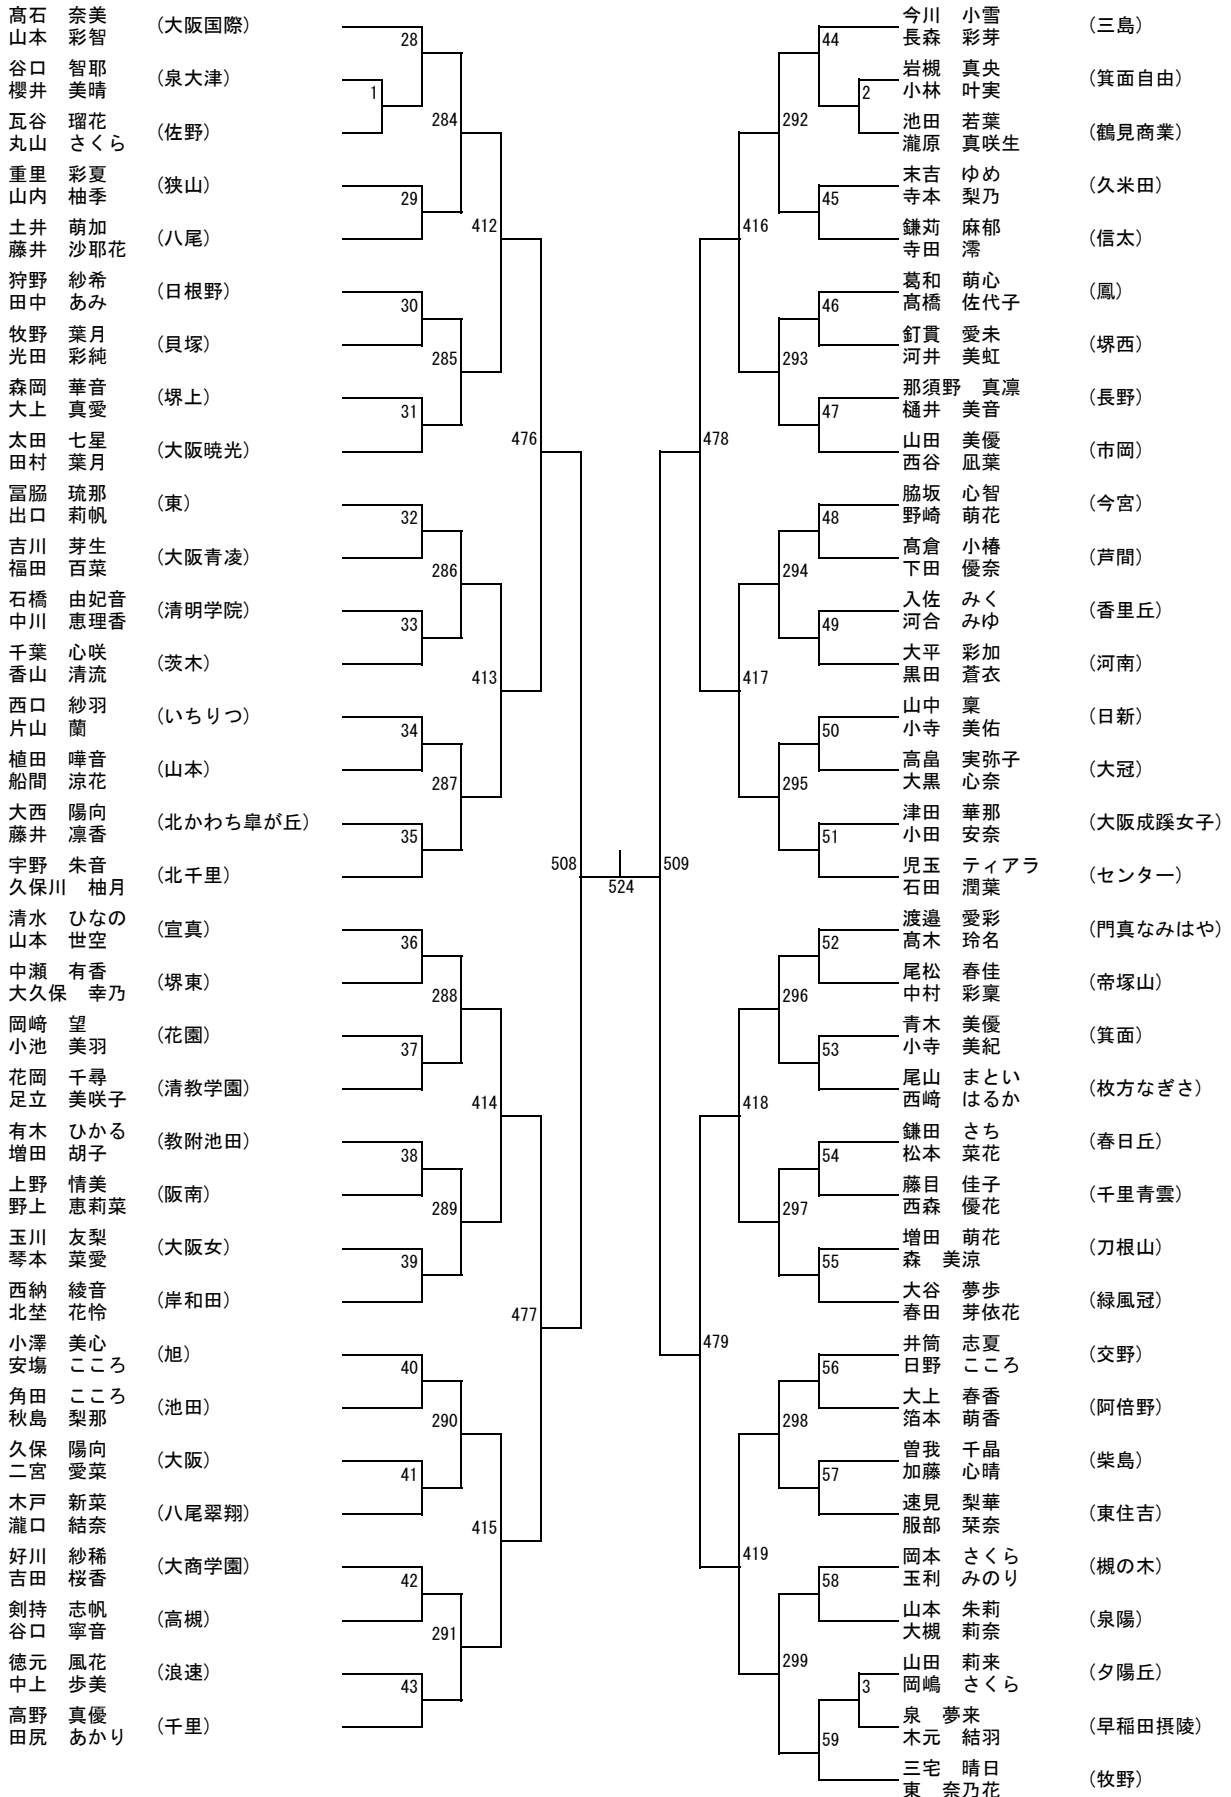 髙石　奈美
山本　彩智
（大阪国際）
谷口　智耶
櫻井　美晴
（泉大津）
瓦谷　瑠花
丸山　さくら
（佐野）
重里　彩夏
山内　柚季
（狭山）
土井　萌加
藤井　沙耶花
（八尾）
狩野　紗希
田中　あみ
（日根野）
牧野　葉月
光田　彩純
（貝塚）
森岡　華音
大上　真愛
（堺上）
太田　七星
田村　葉月
（大阪暁光）
冨脇　琉那
出口　莉帆
（東）
吉川　芽生
福田　百菜
（大阪青凌）
石橋　由妃音
中川　恵理香
（清明学院）
千葉　心咲
香山　清流
（茨木）
西口　紗羽
片山　蘭
（いちりつ）
植田　嘩音
船間　涼花
（山本）
大西　陽向
藤井　凛香
（北かわち皐が丘）
宇野　朱音
久保川　柚月
（北千里）
清水　ひなの
山本　世空
（宣真）
中瀬　有香
大久保　幸乃
（堺東）
岡﨑　望
小池　美羽
（花園）
花岡　千尋
足立　美咲子
（清教学園）
有木　ひかる
増田　胡子
（教附池田）
上野　情美
野上　恵莉菜
（阪南）
玉川　友梨
琴本　菜愛
（大阪女）
西納　綾音
北埜　花怜
（岸和田）
小澤　美心
安塲　こころ
（旭）
角田　こころ
秋島　梨那
（池田）
久保　陽向
二宮　愛菜
（大阪）
木戸　新菜
瀧口　結奈
（八尾翠翔）
好川　紗稀
吉田　桜香
（大商学園）
剣持　志帆
谷口　寧音
（高槻）
徳元　風花
中上　歩美
（浪速）
高野　真優
田尻　あかり
（千里）
1
28
29
30
31
32
33
34
35
36
37
38
39
40
41
42
43
284
285
286
287
288
289
290
291
412
413
414
415
476
477
508
524
509
478
479
416
417
418
419
292
293
294
295
296
297
298
299
44
45
46
47
48
49
50
51
52
53
54
55
56
57
58
59
2
3
今川　小雪
長森　彩芽
（三島）
岩槻　真央
小林　叶実
（箕面自由）
池田　若葉
瀧原　真咲生
（鶴見商業）
末吉　ゆめ
寺本　梨乃
（久米田）
鎌苅　麻郁
寺田　澪
（信太）
葛和　萌心
髙橋　佐代子
（鳳）
釘貫　愛未
河井　美虹
（堺西）
那須野　真凛
樋井　美音
（長野）
山田　美優
西谷　凪葉
（市岡）
脇坂　心智
野崎　萌花
（今宮）
髙倉　小椿
下田　優奈
（芦間）
入佐　みく
河合　みゆ
（香里丘）
大平　彩加
黒田　蒼衣
（河南）
山中　稟
小寺　美佑
（日新）
高畠　実弥子
大黒　心奈
（大冠）
津田　華那
小田　安奈
（大阪成蹊女子）
児玉　ティアラ
石田　潤葉
（センター）
渡邉　愛彩
髙木　玲名
（門真なみはや）
尾松　春佳
中村　彩稟
（帝塚山）
青木　美優
小寺　美紀
（箕面）
尾山　まとい
西﨑　はるか
（枚方なぎさ）
鎌田　さち
松本　菜花
（春日丘）
藤目　佳子
西森　優花
（千里青雲）
増田　萌花
森　美涼
（刀根山）
大谷　夢歩
春田　芽依花
（緑風冠）
井筒　志夏
日野　こころ
（交野）
大上　春香
箔本　萌香
（阿倍野）
曽我　千晶
加藤　心晴
（柴島）
速見　梨華
服部　栞奈
（東住吉）
岡本　さくら
玉利　みのり
（槻の木）
山本　朱莉
大槻　莉奈
（泉陽）
山田　莉来
岡嶋　さくら
（夕陽丘）
泉　夢来
木元　結羽
（早稲田摂陵）
三宅　晴日
東　奈乃花
（牧野）